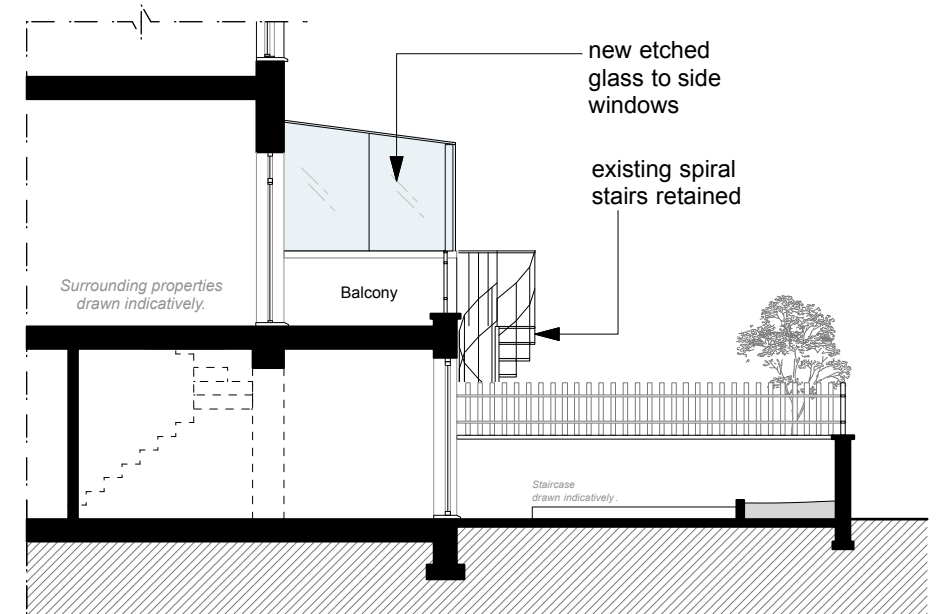 new etched
glass to side
windows
existing spiral
stairs retained
Surrounding properties
drawn indicatively.
Balcony
Staircase
drawn indicatively.